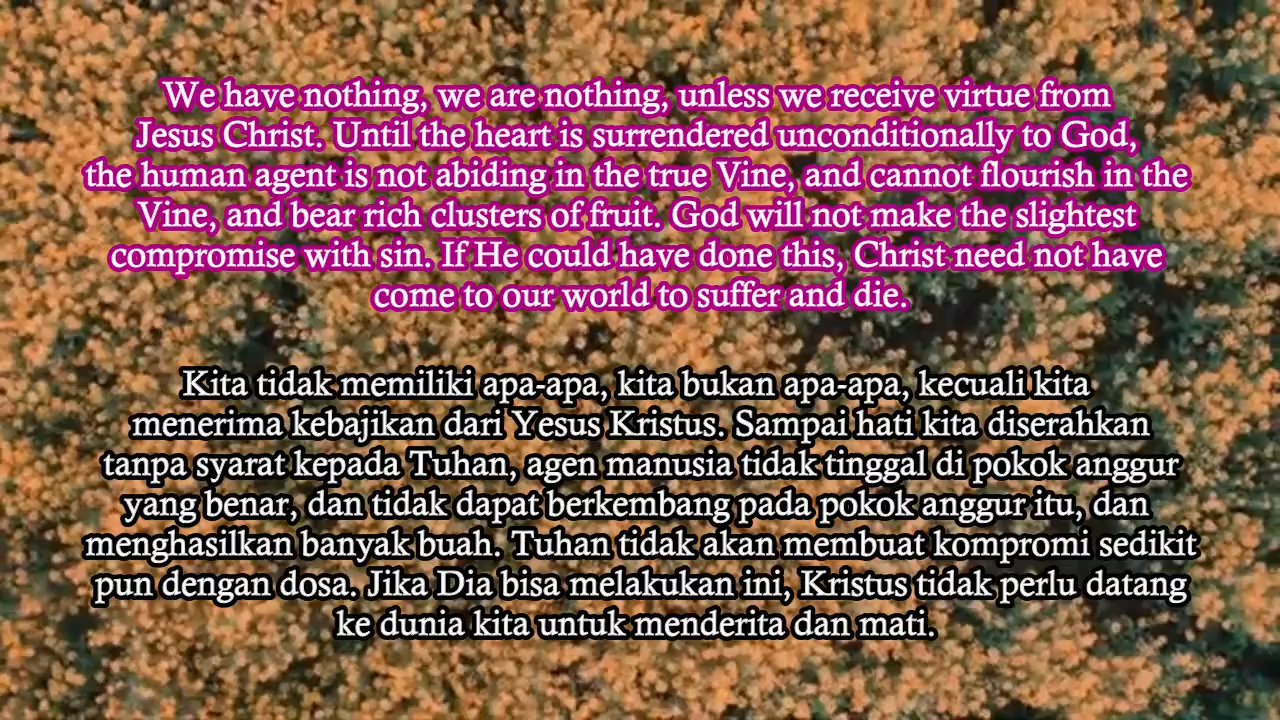 We have nothing, we are nothing, unless we receive virtue from
Jesus Christ. Until the heart is surrendered unconditionally to God,
the human agent is not abiding in the true Vine, and cannot flourish in the
Vine, and bear rich clusters of fruit. God will not make the slightest
compromise with sin. If He could have done this, Christ need not have
come to our world to suffer and die.
Kita tidak memiliki apa-apa, kita bukan apa-apa, kecuali kita
menerima kebajikan dari Yesus Kristus. Sampai hati kita diserahkan
tanpa syarat kepada Tuhan, agen manusia tidak tinggal di pokok anggur
yang benar, dan tidak dapat berkembang pada pokok anggur itu, dan
menghasilkan banyak buah. Tuhan tidak akan membuat kompromi sedikit
pun dengan dosa. Jika Dia bisa melakukan ini, Kristus tidak perlu datang
ke dunia kita untuk menderita dan mati.